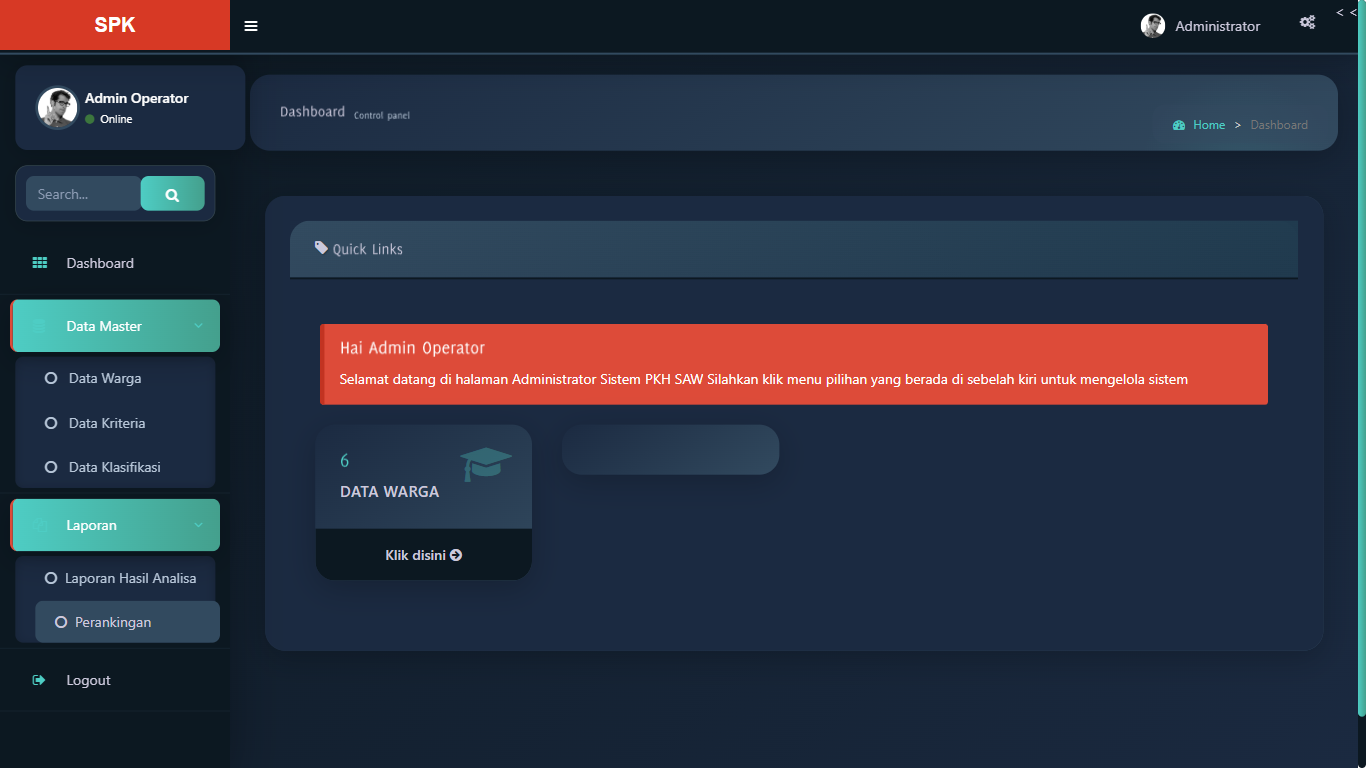 SPK
Administrator
< <
Admin Operator
Online
Dashboard Control panel
Home > Dashboard
Search...
Quick Links
Dashboard
Data Master
Hai Admin Operator
Selamat datang di halaman Administrator Sistem PKH SAW Silahkan klik menu pilihan yang berada di sebelah kiri untuk mengelola sistem
Data Warga
Data Kriteria
Data Klasifikasi
6
DATA WARGA
Klik disini
Laporan
Laporan Hasil Analisa
Perankingan
Logout